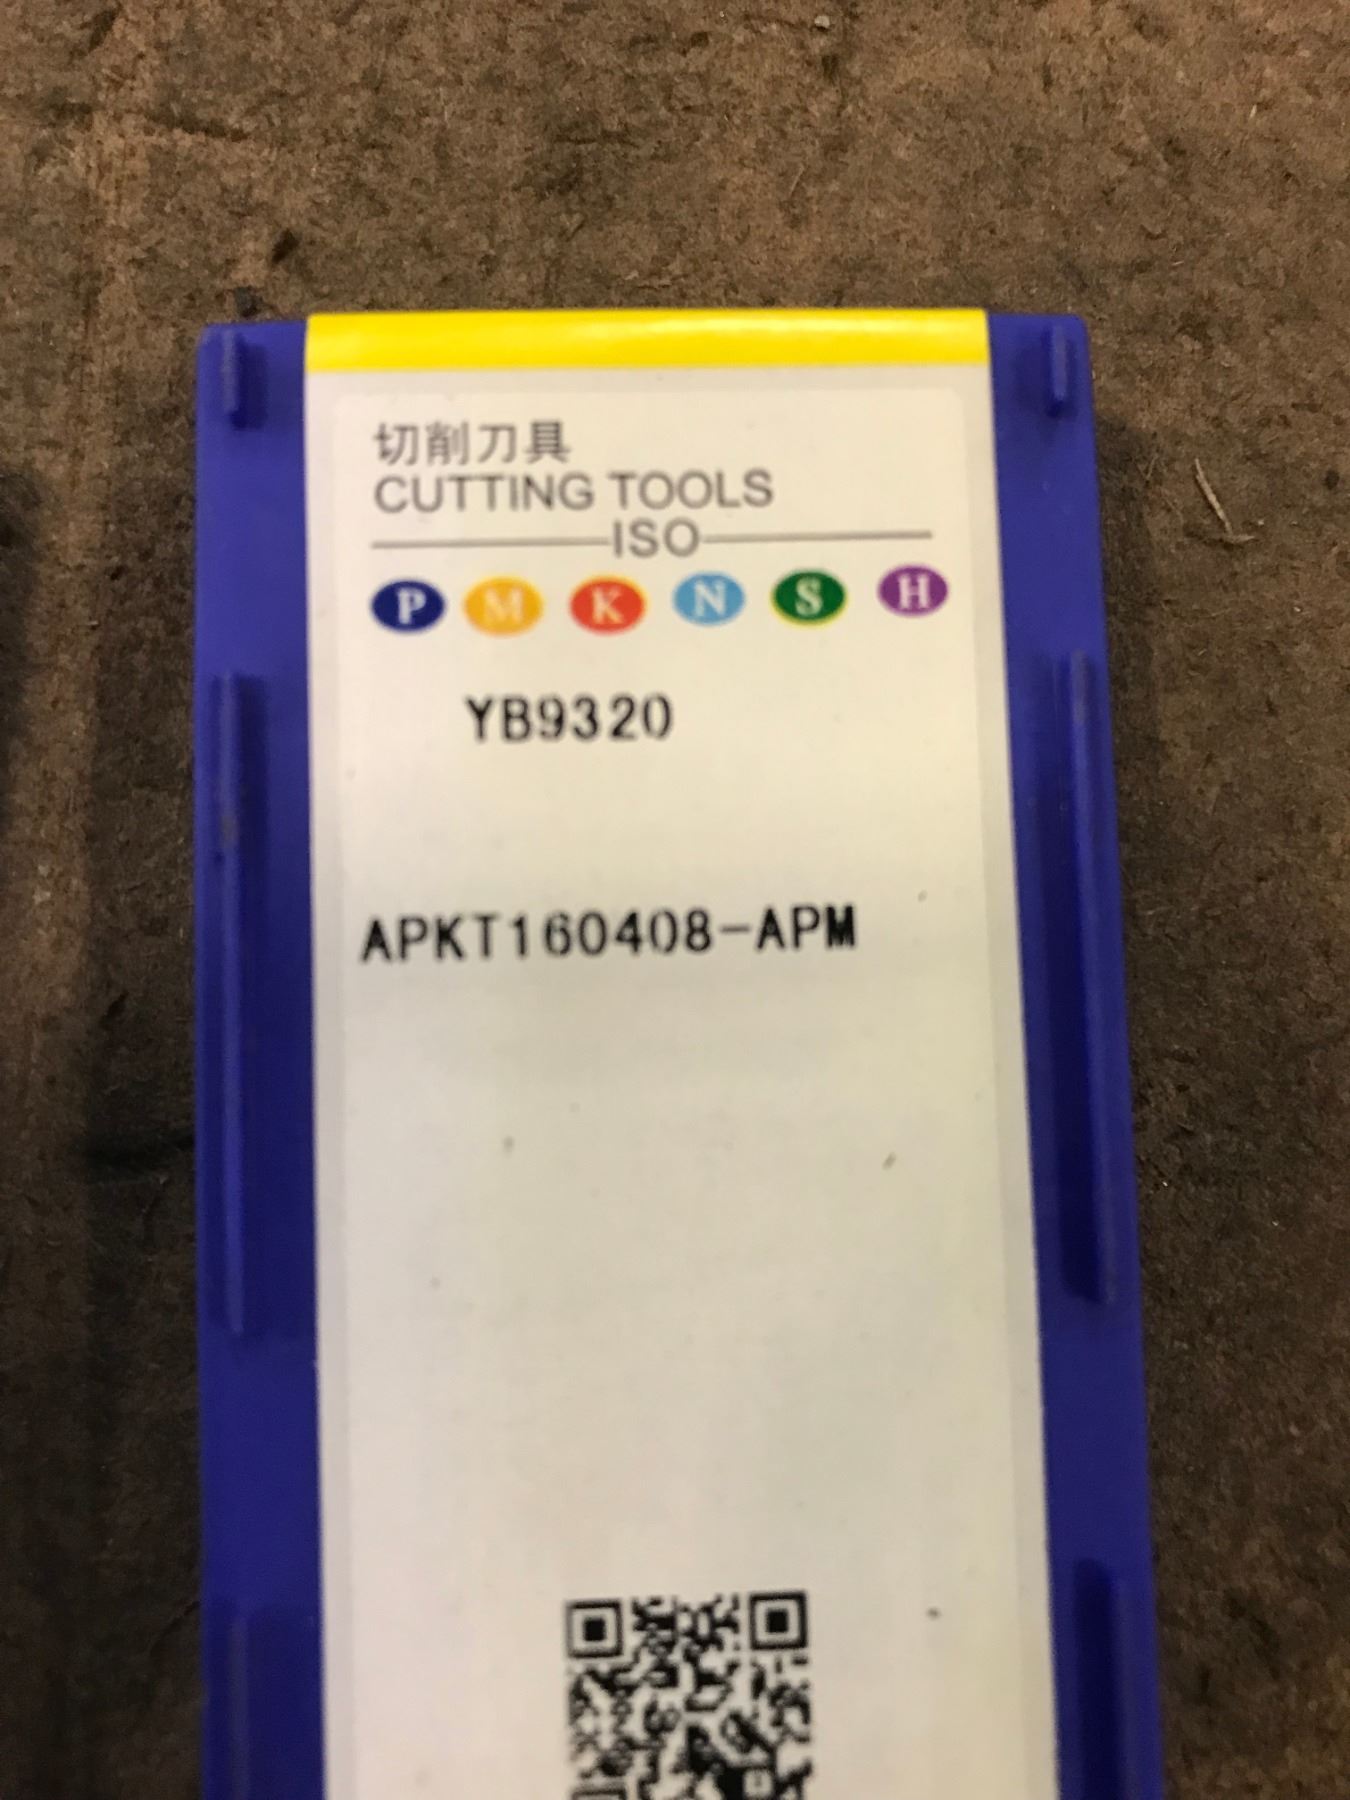 切削刀具
CUTTING TOOLS
ISO
P M K N S H
YB9320
APKT160408-APM